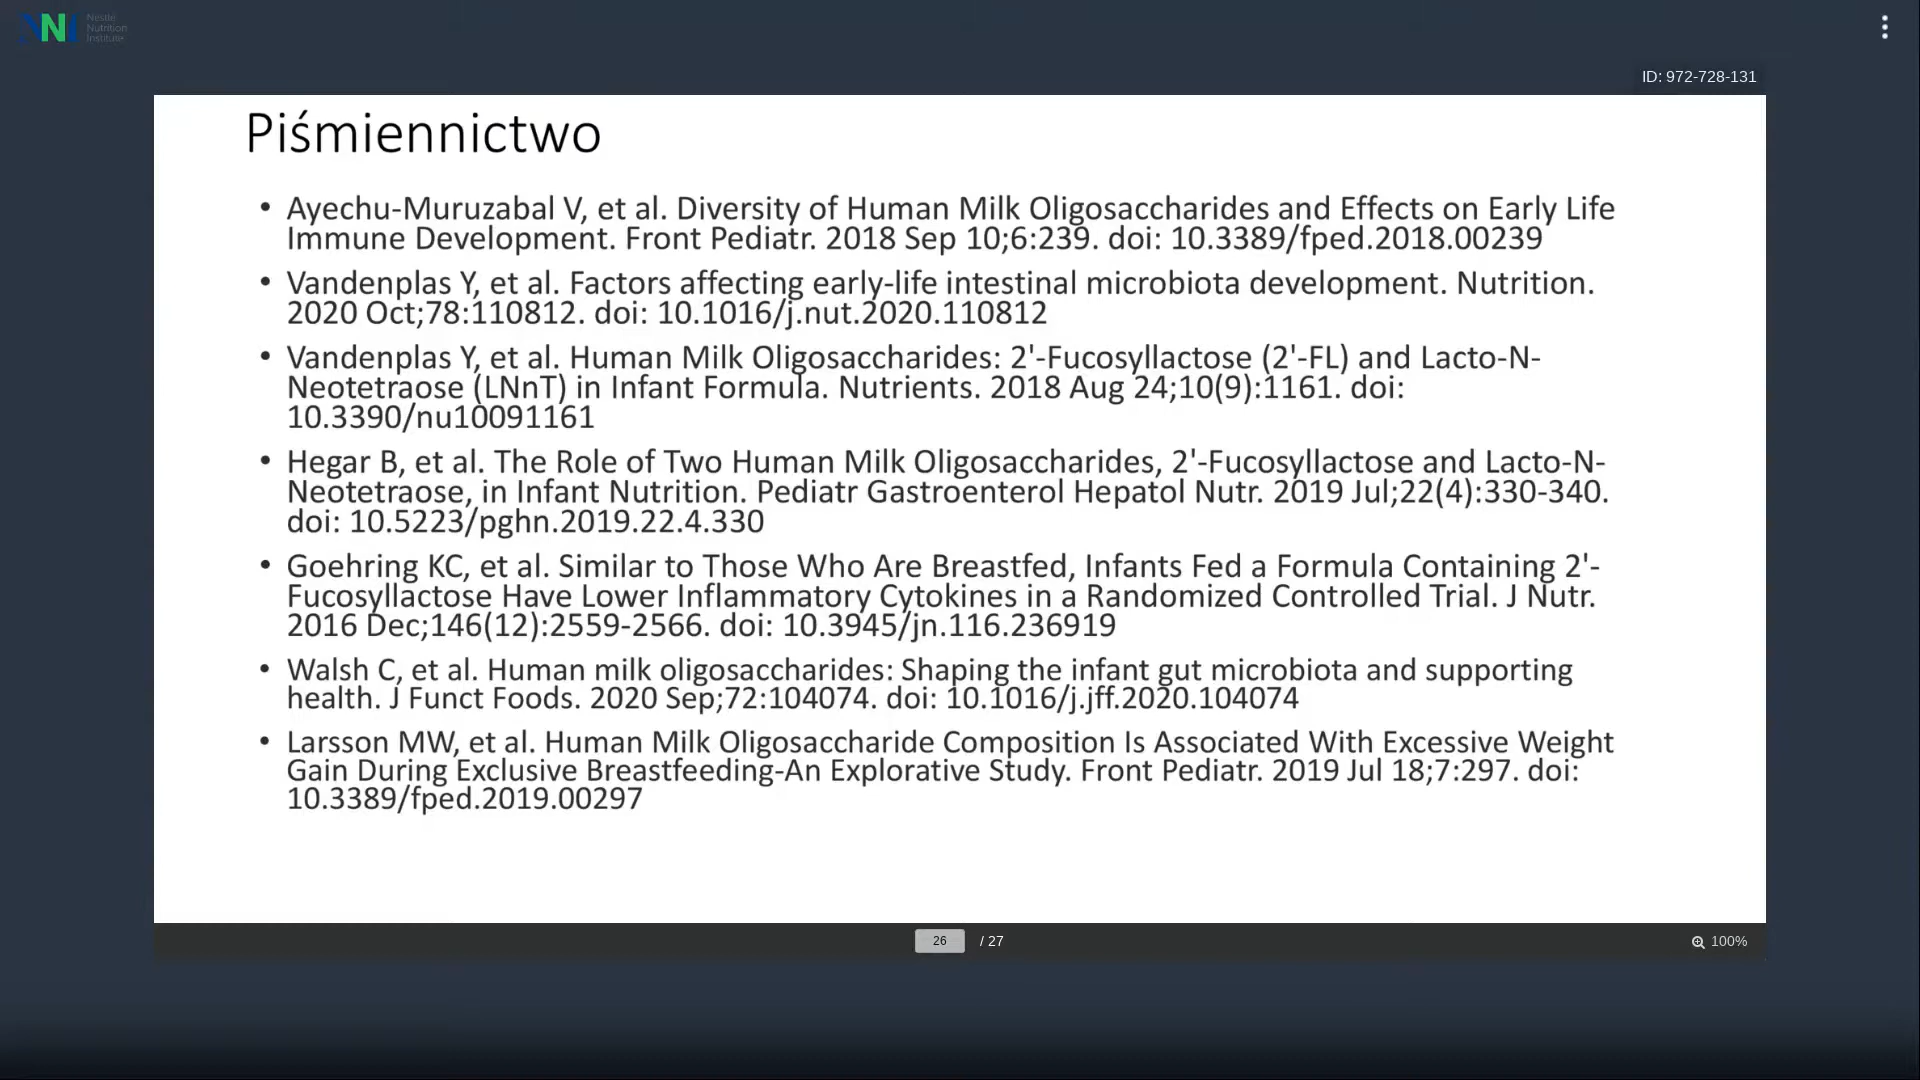 NNI Nestlé
Nutrition
Institute
ID: 972-728-131
Piśmiennictwo
• Ayechu-Muruzabal V, et al. Diversity of Human Milk Oligosaccharides and Effects on Early Life
Immune Development. Front Pediatr. 2018 Sep 10;6:239. doi: 10.3389/fped.2018.00239
• Vandenplas Y, et al. Factors affecting early-life intestinal microbiota development. Nutrition.
2020 Oct;78:110812. doi: 10.1016/j.nut.2020.110812
• Vandenplas Y, et al. Human Milk Oligosaccharides: 2'-Fucosyllactose (2'-FL) and Lacto-N-
Neotetraose (LNnT) in Infant Formula. Nutrients. 2018 Aug 24;10(9):1161. doi:
10.3390/nu10091161
• Hegar B, et al. The Role of Two Human Milk Oligosaccharides, 2'-Fucosyllactose and Lacto-N-
Neotetraose, in Infant Nutrition. Pediatr Gastroenterol Hepatol Nutr. 2019 Jul;22(4):330-340.
doi: 10.5223/pghn.2019.22.4.330
• Goehring KC, et al. Similar to Those Who Are Breastfed, Infants Fed a Formula Containing 2'-
Fucosyllactose Have Lower Inflammatory Cytokines in a Randomized Controlled Trial. J Nutr.
2016 Dec;146(12):2559-2566. doi: 10.3945/jn.116.236919
• Walsh C, et al. Human milk oligosaccharides: Shaping the infant gut microbiota and supporting
health. J Funct Foods. 2020 Sep;72:104074. doi: 10.1016/j.jff.2020.104074
• Larsson MW, et al. Human Milk Oligosaccharide Composition Is Associated With Excessive Weight
Gain During Exclusive Breastfeeding-An Explorative Study. Front Pediatr. 2019 Jul 18;7:297. doi:
10.3389/fped.2019.00297
26 / 27
100%